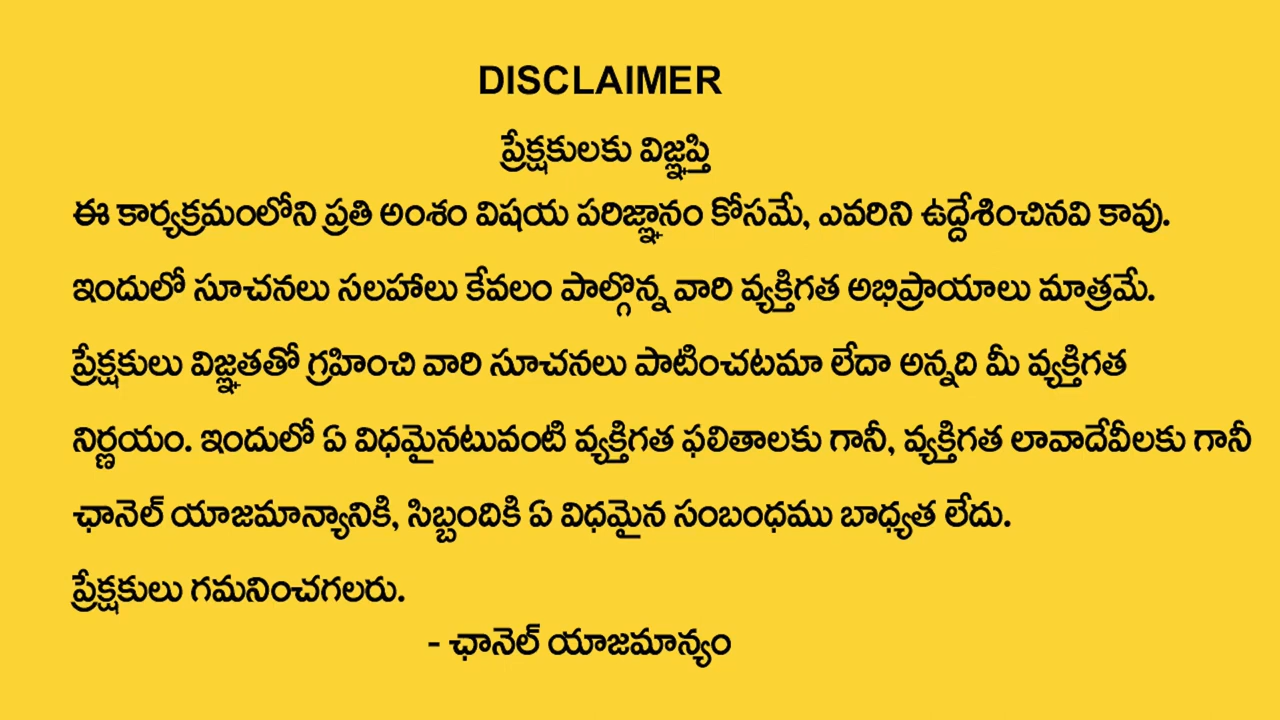 DISCLAIMER
ప్రేక్షకులకు విజ్ఞప్తి
ఈ కార్యక్రమంలోని ప్రతి అంశం విషయ పరిజ్ఞానం కోసమే, ఎవరిని ఉద్దేశించినవి కావు.
ఇందులో సూచనలు సలహాలు కేవలం పాల్గొన్న వారి వ్యక్తిగత అభిప్రాయాలు మాత్రమే.
ప్రేక్షకులు విజ్ఞతతో గ్రహించి వారి సూచనలు పాటించటమా లేదా అన్నది మీ వ్యక్తిగత
నిర్ణయం. ఇందులో ఏ విధమైనటువంటి వ్యక్తిగత ఫలితాలకు గానీ, వ్యక్తిగత లావాదేవీలకు గానీ
ఛానెల్ యాజమాన్యానికి, సిబ్బందికి ఏ విధమైన సంబంధము బాధ్యత లేదు.
ప్రేక్షకులు గమనించగలరు.
- ఛానెల్ యాజమాన్యం